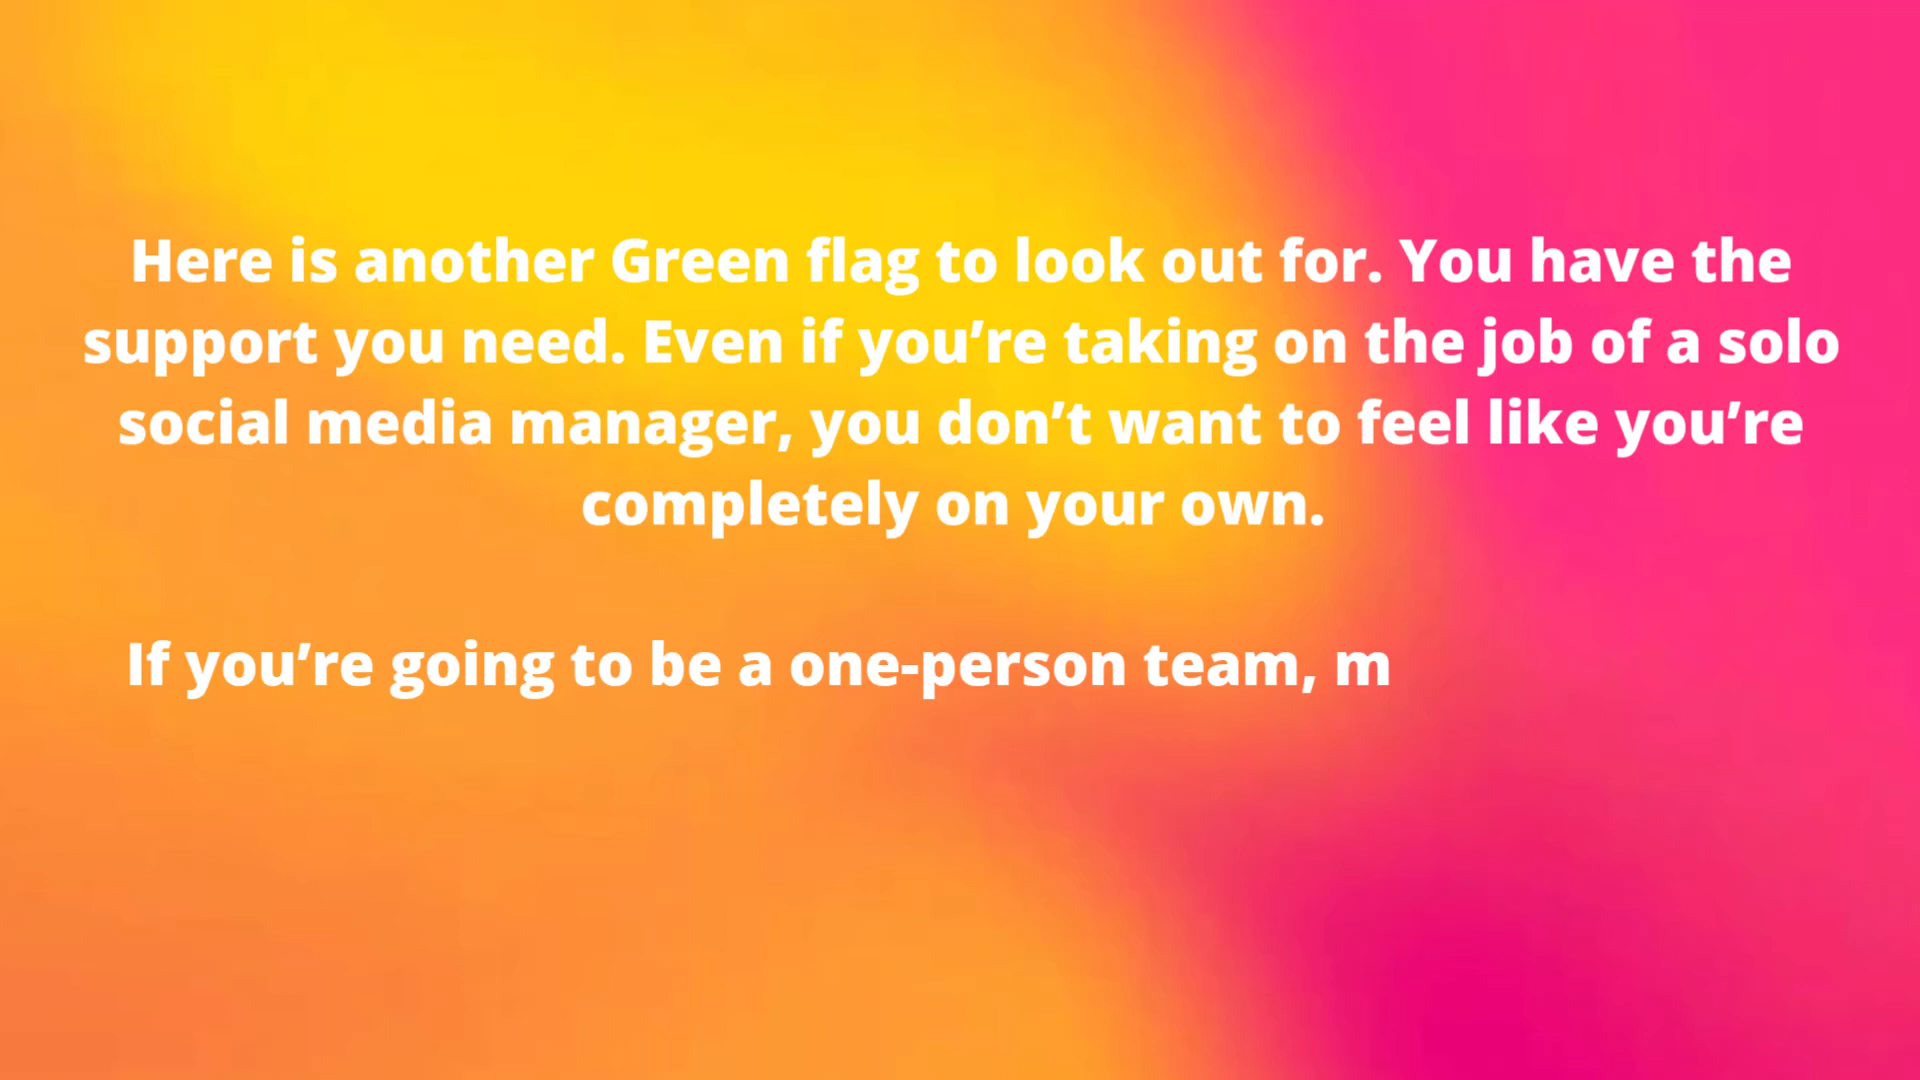 Here is another Green flag to look out for. You have the
support you need. Even if you’re taking on the job of a solo
social media manager, you don’t want to feel like you’re
completely on your own.
If you’re going to be a one-person team, m